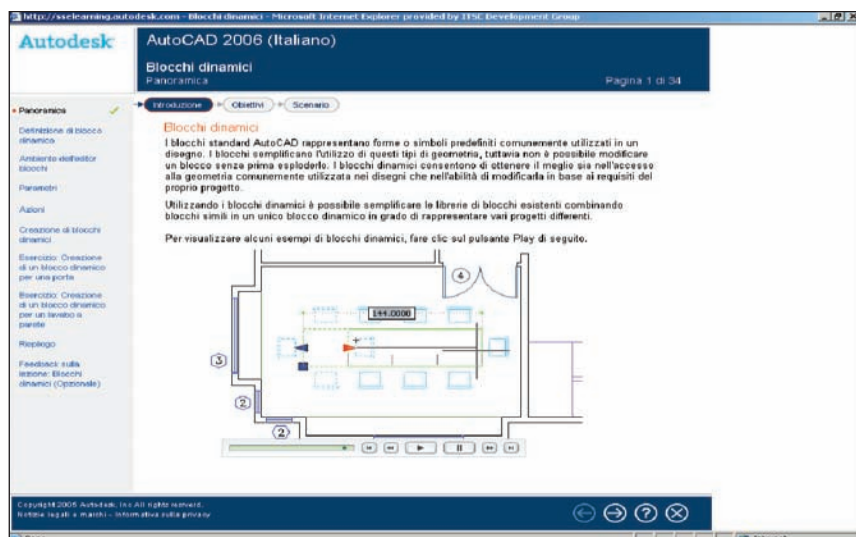 http://sselearning.autodesk.com - Blocchi dinamici - Microsoft Internet Explorer provided by ITSC Development Group
Autodesk
AutoCAD 2006 (Italiano)
Blocchi dinamici
Panoramica
Pagina 1 di 34
Panoramica
Definizione di blocco
dinamico
Ambiente dell'editor
blocchi
Parametri
Azioni
Creazione di blocchi
dinamici
Esercizio: Creazione
di un blocco dinamico
per una porta
Esercizio: Creazione
di un blocco dinamico
per un lavabo a
parete
Riepilogo
Feedback sulla
lezione: Blocchi
dinamici (Opzionale)
Introduzione
Obiettivi
Scenario
Blocchi dinamici
I blocchi standard AutoCAD rappresentano forme o simboli predefiniti comunemente utilizzati in un
disegno. I blocchi semplificano l'utilizzo di questi tipi di geometria, tuttavia non è possibile modificare
un blocco senza prima esploderlo. I blocchi dinamici consentono di ottenere il meglio sia nell'accesso
alla geometria comunemente utilizzata nei disegni che nell'abilità di modificarla in base ai requisiti del
proprio progetto.
Utilizzando i blocchi dinamici è possibile semplificare le librerie di blocchi esistenti combinando
blocchi simili in un unico blocco dinamico in grado di rappresentare vari progetti differenti.
Per visualizzare alcuni esempi di blocchi dinamici, fare clic sul pulsante Play di seguito.
4
144.0000
3
2
2
Copyright 2005 Autodesk, Inc All rights reserved.
Notizie legali e marchi - Informativa sulla privacy